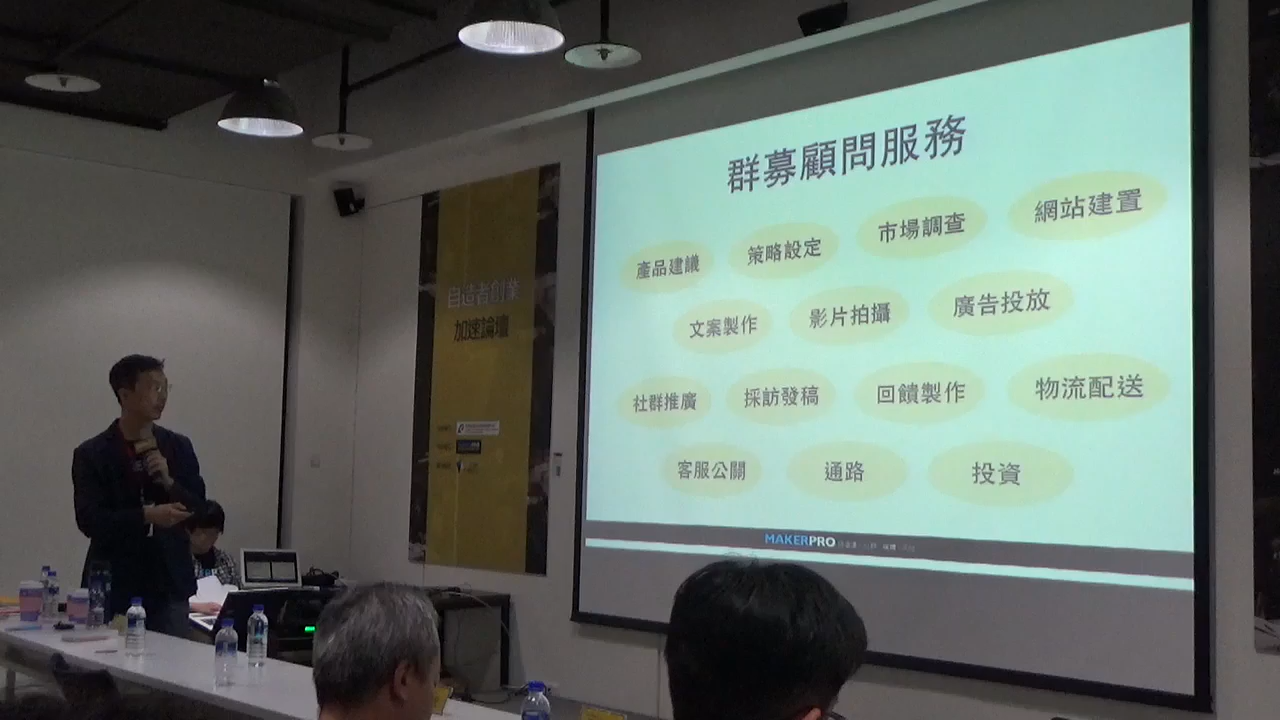 群募顧問服務
產品建議 策略設定 市場調查 網站建置
文案製作 影片拍攝 廣告投放
社群推廣 採訪發稿 回饋製作 物流配送
客服公關 通路 投資
MAKERPRO
自造者創業
加速論壇